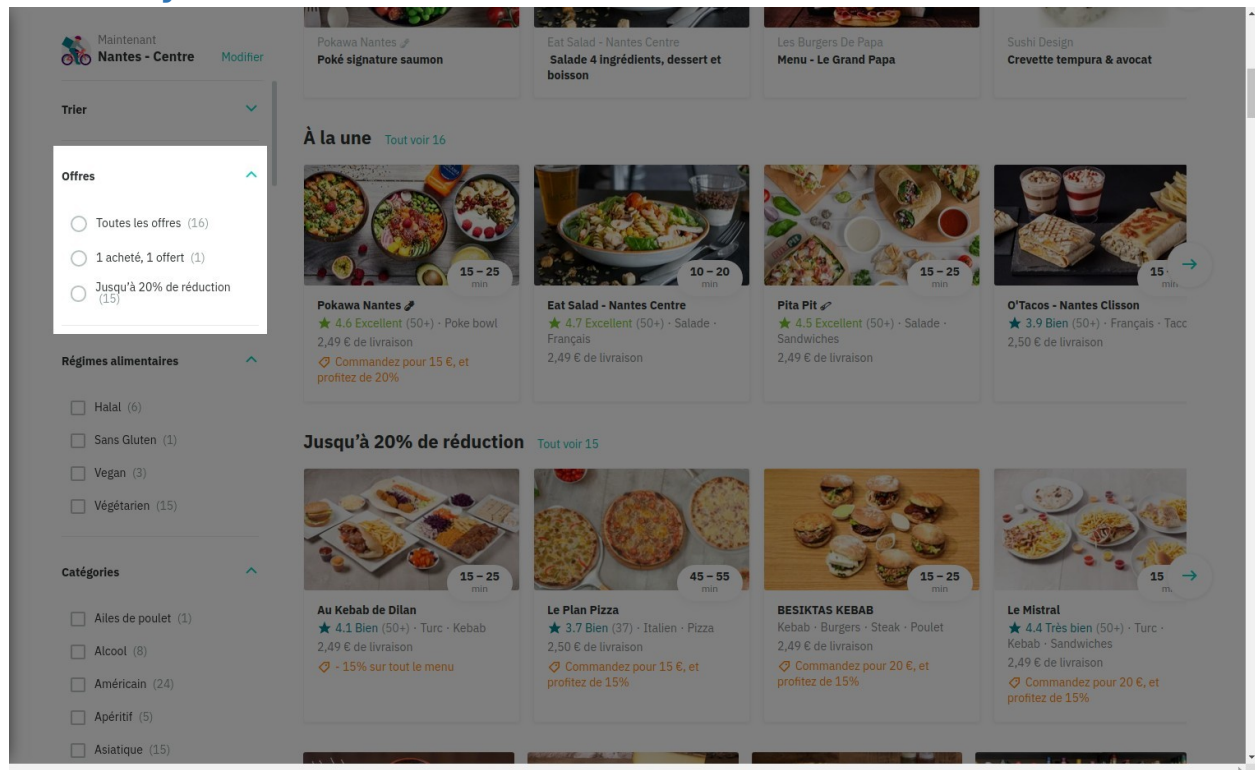 Maintenant
Nantes - Centre Modifier
Trier
Offres
Toutes les offres (16)
1 acheté, 1 offert (1)
Jusqu'à 20% de réduction
(15)
Régimes alimentaires
Halal (6)
Sans Gluten (1)
Vegan (3)
Végétarien (15)
Catégories
Ailes de poulet (1)
Alcool (8)
Américain (24)
Apéritif (5)
Asiatique (15)
Pokawa Nantes
Poké signature saumon
Eat Salad - Nantes Centre
Salade 4 ingrédients, dessert et
boisson
Les Burgers De Papa
Menu - Le Grand Papa
Sushi Design
Crevette tempura & avocat
À la une Tout voir 16
15 – 25
min
Pokawa Nantes
4.6 Excellent (50+) · Poke bowl
2,49 € de livraison
Commandez pour 15 €, et
profitez de 20%
10 – 20
min
Eat Salad - Nantes Centre
4.7 Excellent (50+) · Salade ·
Français
2,49 € de livraison
15 – 25
min
Pita Pit
4.5 Excellent (50+) · Salade ·
Sandwiches
2,49 € de livraison
15
min
O'Tacos - Nantes Clisson
3.9 Bien (50+) · Français · Tacc
2,50 € de livraison
Jusqu'à 20% de réduction Tout voir 15
15 – 25
min
Au Kebab de Dilan
4.1 Bien (50+) · Turc · Kebab
2,49 € de livraison
- 15% sur tout le menu
45 – 55
min
Le Plan Pizza
3.7 Bien (37) · Italien · Pizza
2,50 € de livraison
Commandez pour 15 €, et
profitez de 15%
15 – 25
min
BESIKTAS KEBAB
Kebab · Burgers · Steak · Poulet
2,49 € de livraison
Commandez pour 20 €, et
profitez de 15%
15
Le Mistral
4.4 Très bien (50+) · Turc ·
Kebab · Sandwiches
2,49 € de livraison
Commandez pour 20 €, et
profitez de 15%